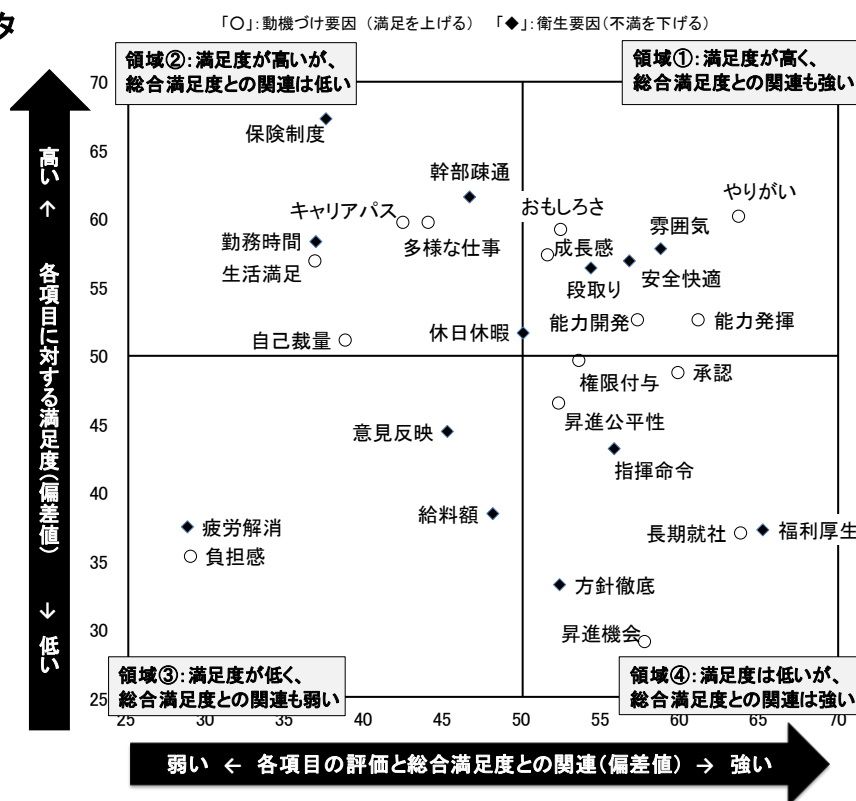 タ
「○」:動機づけ要因（満足を上げる）　「◆」:衛生要因(不満を下げる)
領域②:満足度が高いが、
総合満足度との関連は低い
領域①:満足度が高く、
総合満足度との関連も強い
70
65
60
55
50
45
40
35
30
25
高い ↑ 各項目に対する満足度(偏差値) ↓ 低い
保険制度
幹部疎通
キャリアパス
多様な仕事
勤務時間
生活満足
自己裁量
休日休暇
おもしろさ
やりがい
雰囲気
成長感
段取り
安全快適
能力開発
能力発揮
権限付与
承認
昇進公平性
意見反映
指揮命令
給料額
疲労解消
負担感
長期就社
福利厚生
方針徹底
昇進機会
領域③:満足度が低く、
総合満足度との関連も弱い
領域④:満足度は低いが、
総合満足度との関連は強い
25 30 35 40 45 50 55 60 65 70
弱い ← 各項目の評価と総合満足度との関連(偏差値) → 強い